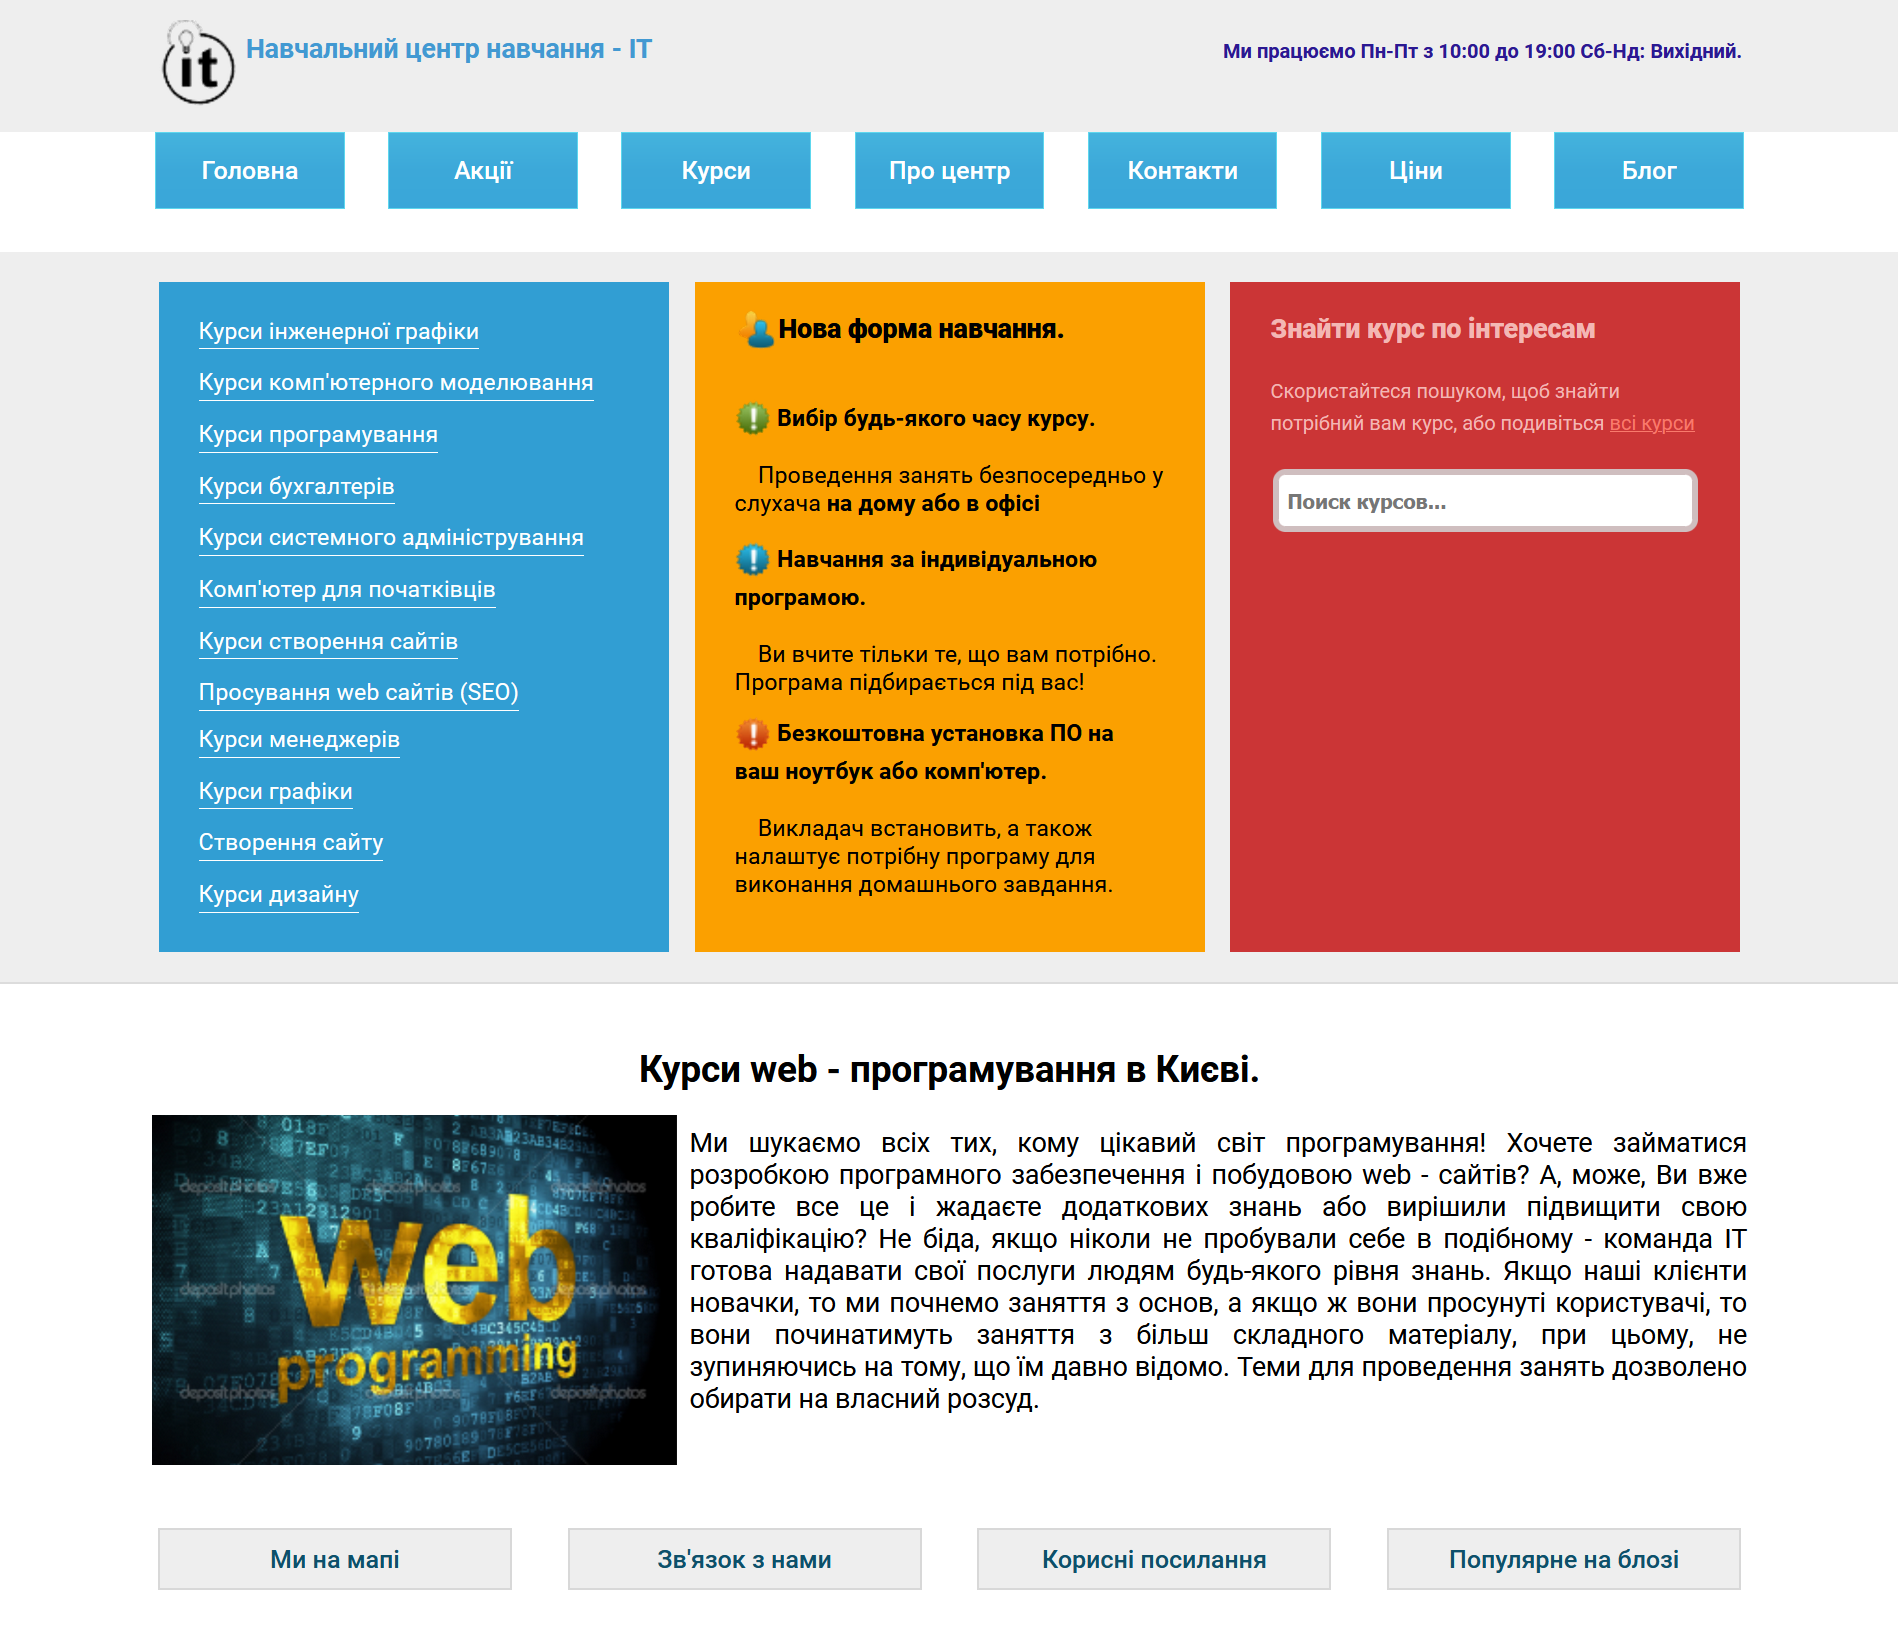 it
Навчальний центр навчання - IT
Ми працюємо Пн-Пт з 10:00 до 19:00 Сб-Нд: Вихідний.
Головна
Акції
Курси
Про центр
Контакти
Ціни
Блог
Курси інженерної графіки
Курси комп'ютерного моделювання
Курси програмування
Курси бухгалтерів
Курси системного адміністрування
Комп'ютер для початківців
Курси створення сайтів
Просування web сайтів (SEO)
Курси менеджерів
Курси графіки
Створення сайту
Курси дизайну
Нова форма навчання.
Вибір будь-якого часу курсу.
Проведення занять безпосередньо у
слухача на дому або в офісі
Навчання за індивідуальною
програмою.
Ви вчите тільки те, що вам потрібно.
Програма підбирається під вас!
Безкоштовна установка ПО на
ваш ноутбук або комп'ютер.
Викладач встановить, а також
налаштує потрібну програму для
виконання домашнього завдання.
Знайти курс по інтересам
Скористайтеся пошуком, щоб знайти
потрібний вам курс, або подивіться всі курси
Поиск курсов...
Курси web - програмування в Києві.
web
programming
depositphotos
Ми шукаємо всіх тих, кому цікавий світ програмування! Хочете займатися
розробкою програмного забезпечення і побудовою web - сайтів? А, може, Ви вже
робите все це і жадаєте додаткових знань або вирішили підвищити свою
кваліфікацію? Не біда, якщо ніколи не пробували себе в подібному - команда IT
готова надавати свої послуги людям будь-якого рівня знань. Якщо наші клієнти
новачки, то ми почнемо заняття з основ, а якщо ж вони просунуті користувачі, то
вони починатимуть заняття з більш складного матеріалу, при цьому, не
зупиняючись на тому, що їм давно відомо. Теми для проведення занять дозволено
обирати на власний розсуд.
Ми на мапі
Зв'язок з нами
Корисні посилання
Популярне на блозі